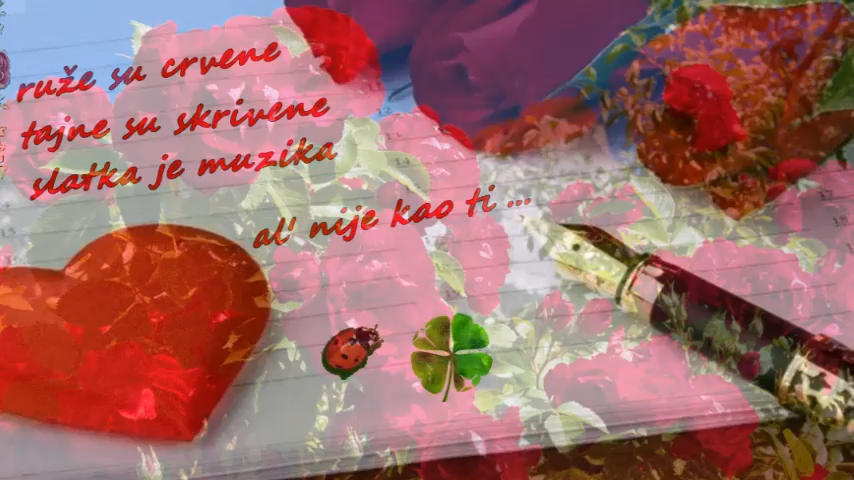 ruže su crvene
tajne su skrivene
slatka je muzika
al' nije kao ti ...